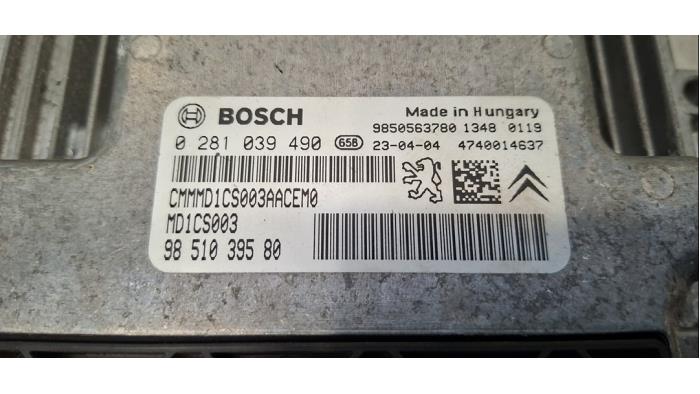 BOSCH
Made in Hungary
9850563780 1348 0119
0 281 039 490 G5B 23-04-04 4740014637
CMMMD1CS003AACEM0
MD1CS003
98 510 395 80